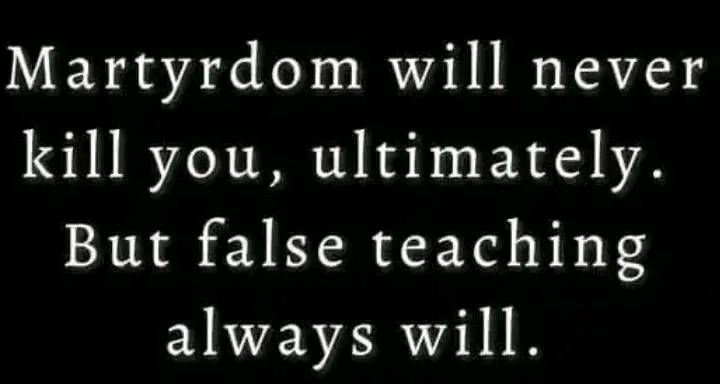 Martyrdom will never
kill you, ultimately.
But false teaching
always will.